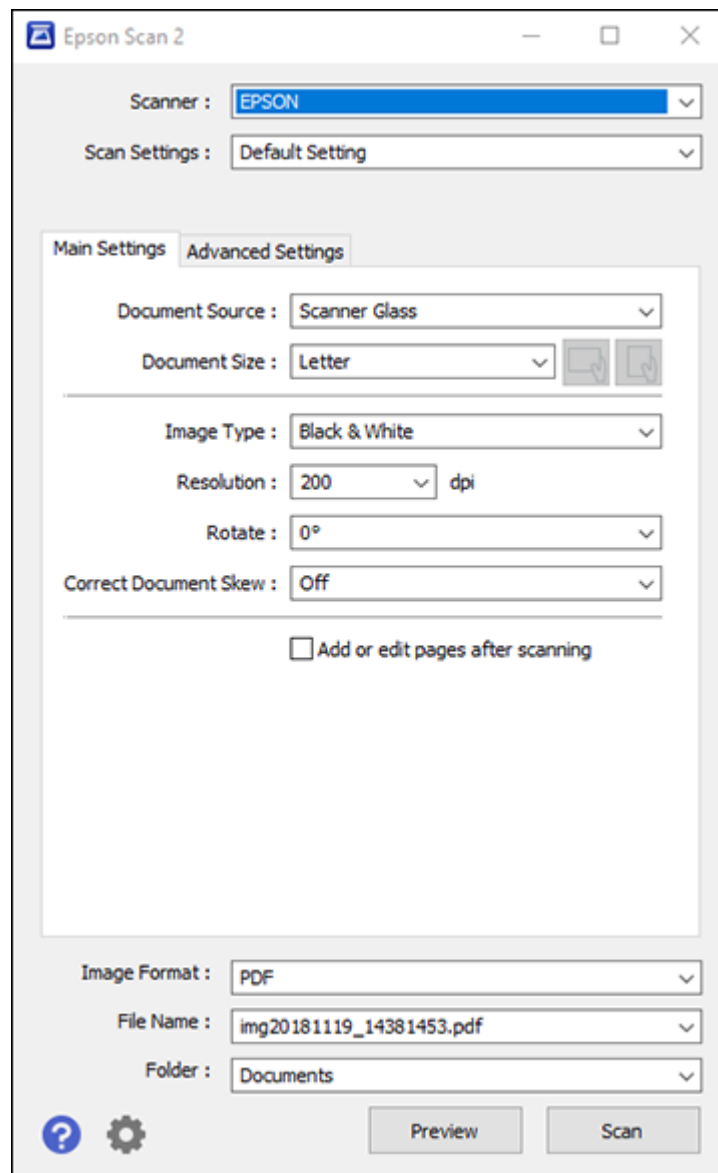 Epson Scan 2
Scanner : EPSON
Scan Settings : Default Setting
Main Settings Advanced Settings
Document Source : Scanner Glass
Document Size : Letter
Image Type : Black & White
Resolution : 200 dpi
Rotate : 0°
Correct Document Skew : Off
Add or edit pages after scanning
Image Format : PDF
File Name : img20181119_14381453.pdf
Folder : Documents
? Preview Scan